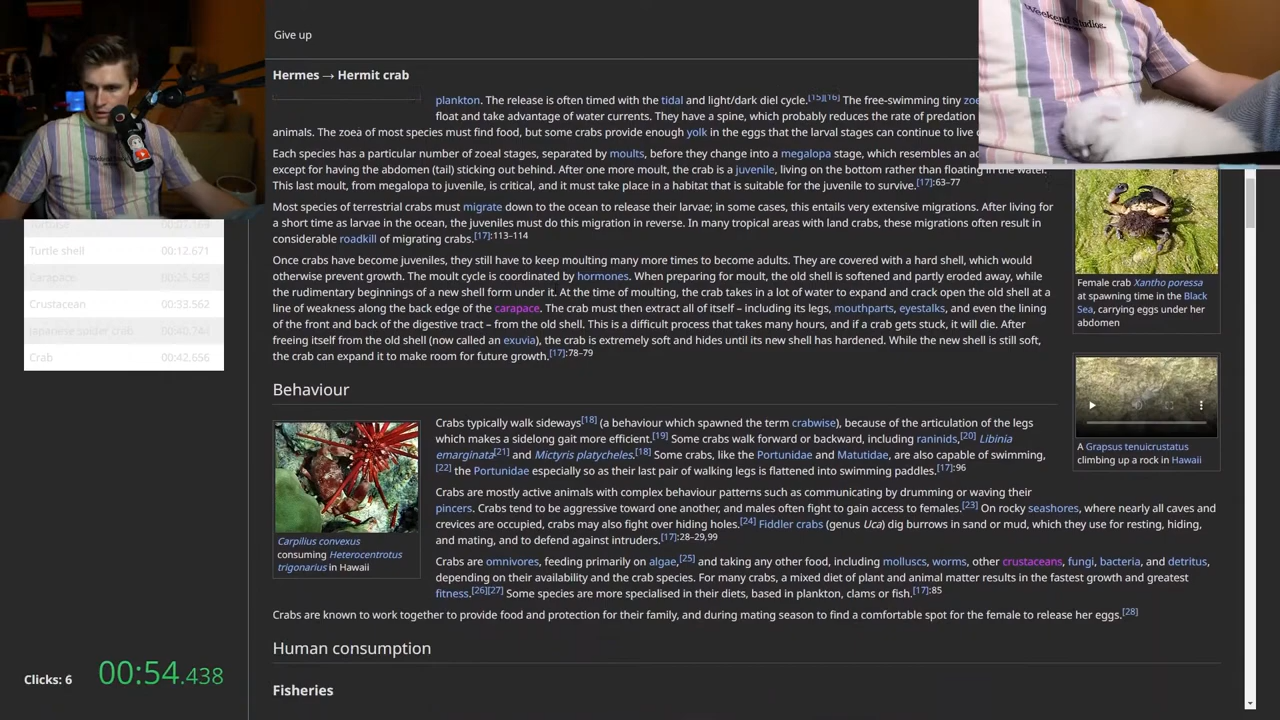 Give up
Weekend Studios
Hermes → Hermit crab
plankton. The release is often timed with the tidal and light/dark diel cycle.[15][16] The free-swimming tiny
float and take advantage of water currents. They have a spine, which probably reduces the rate of predation
animals. The zoea of most species must find food, but some crabs provide enough yolk in the eggs that the larval stages can continue to live
Each species has a particular number of zoeal stages, separated by moults, before they change into a megalopa stage, which resembles an
except for having the abdomen (tail) sticking out behind. After one more moult, the crab is a juvenile, living on the bottom rather than floating in the water.
This last moult, from megalopa to juvenile, is critical, and it must take place in a habitat that is suitable for the juvenile to survive.[17]:63–77
Most species of terrestrial crabs must migrate down to the ocean to release their larvae; in some cases, this entails very extensive migrations. After living for
a short time as larvae in the ocean, the juveniles must do this migration in reverse. In many tropical areas with land crabs, these migrations often result in
considerable roadkill of migrating crabs.[17]:113–114
Once crabs have become juveniles, they still have to keep moulting many more times to become adults. They are covered with a hard shell, which would
otherwise prevent growth. The moult cycle is coordinated by hormones. When preparing for moult, the old shell is softened and partly eroded away, while
the rudimentary beginnings of a new shell form under it. At the time of moulting, the crab takes in a lot of water to expand and crack open the old shell at a
line of weakness along the back edge of the carapace. The crab must then extract all of itself – including its legs, mouthparts, eyestalks, and even the lining
of the front and back of the digestive tract – from the old shell. This is a difficult process that takes many hours, and if a crab gets stuck, it will die. After
freeing itself from the old shell (now called an exuvia), the crab is extremely soft and hides until its new shell has hardened. While the new shell is still soft,
the crab can expand it to make room for future growth.[17]:78–79
Behaviour
Crabs typically walk sideways[18] (a behaviour which spawned the term crabwise), because of the articulation of the legs
which makes a sidelong gait more efficient.[19] Some crabs walk forward or backward, including raninids,[20] Libinia
emarginata[21] and Mictyris platycheles.[18] Some crabs, like the Portunidae and Matutidae, are also capable of swimming,
[22] the Portunidae especially so as their last pair of walking legs is flattened into swimming paddles.[17]:96
Crabs are mostly active animals with complex behaviour patterns such as communicating by drumming or waving their
pincers. Crabs tend to be aggressive toward one another, and males often fight to gain access to females.[23] On rocky seashores, where nearly all caves and
crevices are occupied, crabs may also fight over hiding holes.[24] Fiddler crabs (genus Uca) dig burrows in sand or mud, which they use for resting, hiding,
and mating, and to defend against intruders.[17]:28–29,99
Crabs are omnivores, feeding primarily on algae,[25] and taking any other food, including molluscs, worms, other crustaceans, fungi, bacteria, and detritus,
depending on their availability and the crab species. For many crabs, a mixed diet of plant and animal matter results in the fastest growth and greatest
fitness.[26][27] Some species are more specialised in their diets, based in plankton, clams or fish.[17]:85
Crabs are known to work together to provide food and protection for their family, and during mating season to find a comfortable spot for the female to release her eggs.[28]
Human consumption
Fisheries
Carpilius convexus
consuming Heterocentrotus
trigonarius in Hawaii
Female crab Xantho poressa
at spawning time in the Black
Sea, carrying eggs under her
abdomen
A Grapsus tenuicrustatus
climbing up a rock in Hawaii
Turtle shell 00:12.671
Carapace
Crustacean 00:33.562
Japanese spider crab 00:40.744
Crab 00:42.656
Clicks: 6 00:54.438